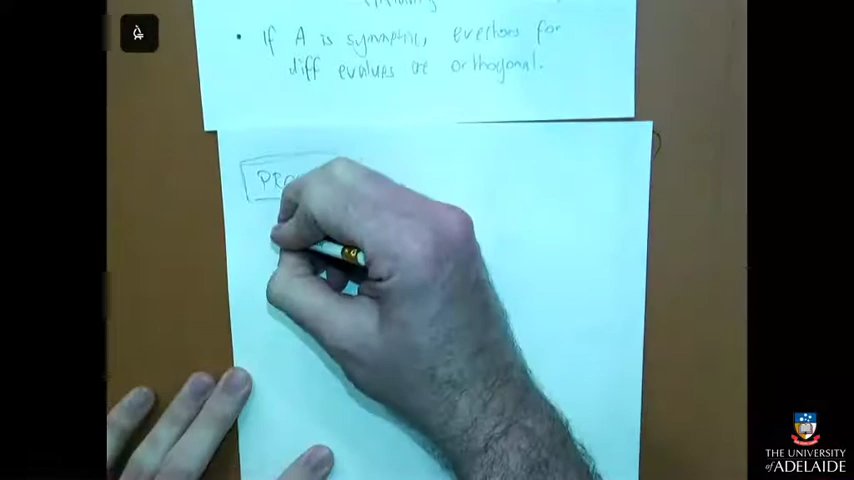 • If A is symmetric, evectors for
diff evalues are orthogonal.
THE UNIVERSITY
of ADELAIDE